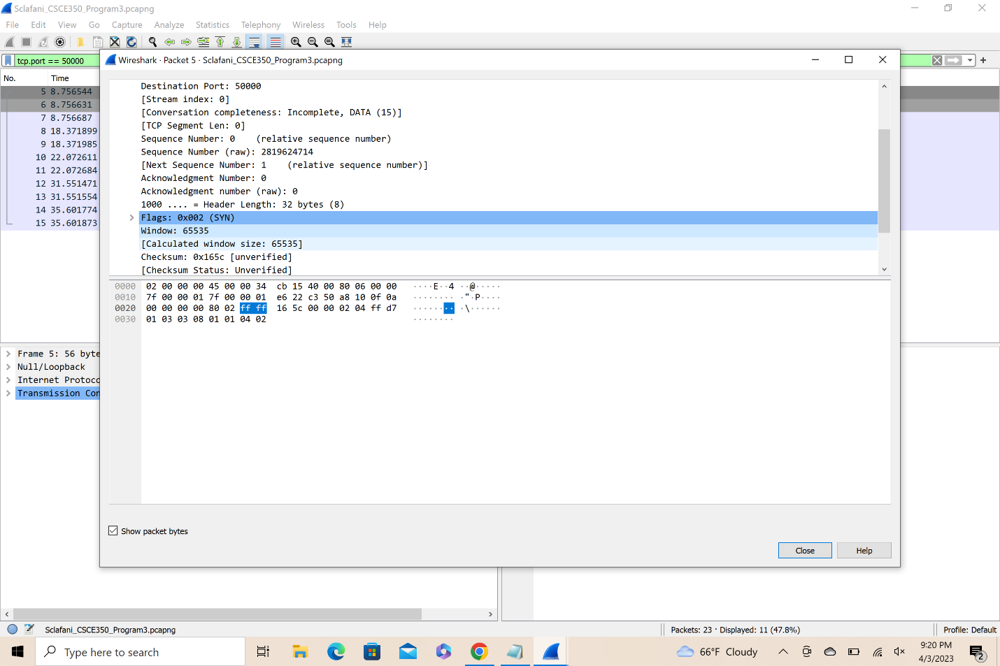 Sclafani_CSCE350_Program3.pcapng
File Edit View Go Capture Analyze Statistics Telephony Wireless Tools Help
tcp.port == 50000
Wireshark · Packet 5 · Sclafani_CSCE350_Program3.pcapng
No. Time
5 8.756544
6 8.756631
7 8.756687
8 18.371899
9 18.371985
10 22.072611
11 22.072684
12 31.551471
13 31.551554
14 35.601774
15 35.601873
Destination Port: 50000
[Stream index: 0]
[Conversation completeness: Incomplete, DATA (15)]
[TCP Segment Len: 0]
Sequence Number: 0    (relative sequence number)
Sequence Number (raw): 2819624714
[Next Sequence Number: 1    (relative sequence number)]
Acknowledgment Number: 0
Acknowledgment number (raw): 0
1000 .... = Header Length: 32 bytes (8)
Flags: 0x002 (SYN)
Window: 65535
[Calculated window size: 65535]
Checksum: 0x165c [unverified]
[Checksum Status: Unverified]
0000 02 00 00 00 45 00 00 34 cb 15 40 00 80 06 00 00 ····E··4 ··@·····
0010 7f 00 00 01 7f 00 00 01 e6 22 c3 50 a8 10 0f 0a ········ ·"·P····
0020 00 00 00 00 80 02 ff ff 16 5c 00 00 02 04 ff d7 ········ ·\······
0030 01 03 03 08 01 01 04 02 ········
Frame 5: 56 byte
Null/Loopback
Internet Protoco
Transmission Con
Show packet bytes
Close
Help
Sclafani_CSCE350_Program3.pcapng
Packets: 23 · Displayed: 11 (47.8%)
Profile: Default
Type here to search
66°F Cloudy
9:20 PM
4/3/2023
2